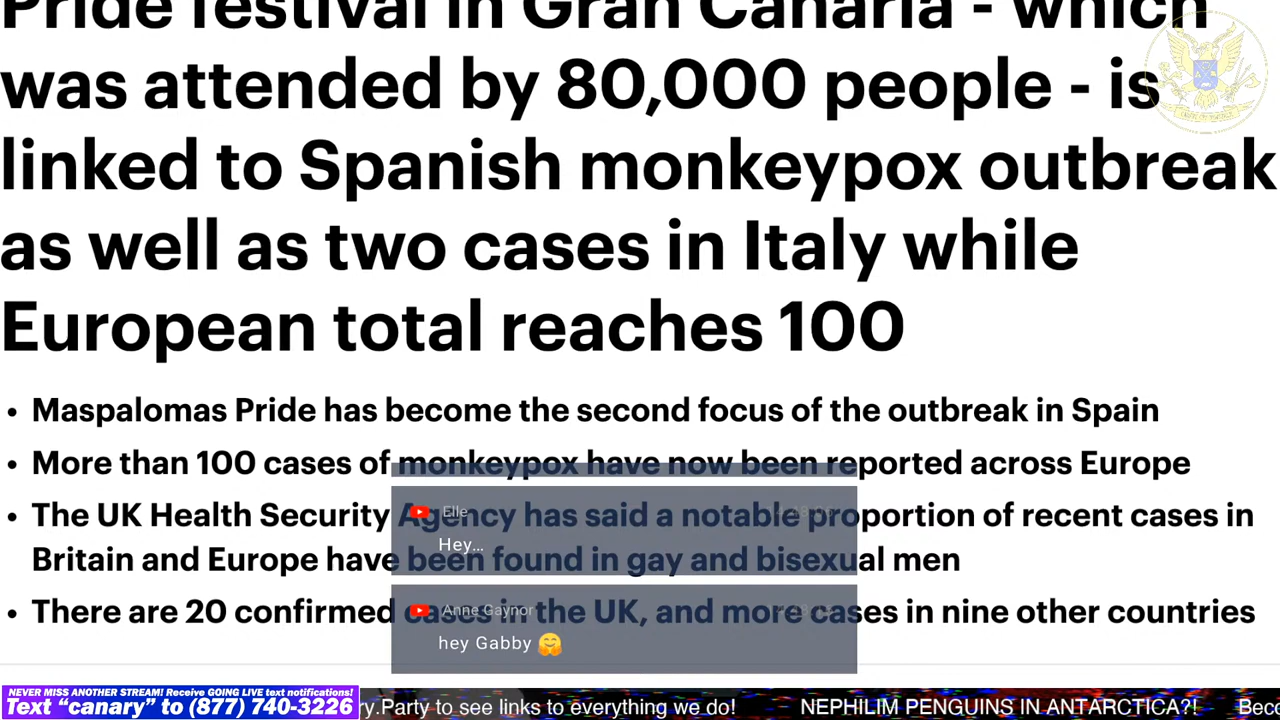 Pride festival in Gran Canaria - which
was attended by 80,000 people - is
linked to Spanish monkeypox outbreak
as well as two cases in Italy while
European total reaches 100
• Maspalomas Pride has become the second focus of the outbreak in Spain
• More than 100 cases of monkeypox have now been reported across Europe
• The UK Health Security Agency has said a notable proportion of recent cases in
Britain and Europe have been found in gay and bisexual men
• There are 20 confirmed cases in the UK, and more cases in nine other countries
Elle
Hey...
Anne Gaynor
hey Gabby 🤗
NEVER MISS ANOTHER STREAM! Receive GOING LIVE text notifications!
Text “canary” to (877) 740-3226
ry.Party to see links to everything we do! NEPHILIM PENGUINS IN ANTARCTICA?! Beco